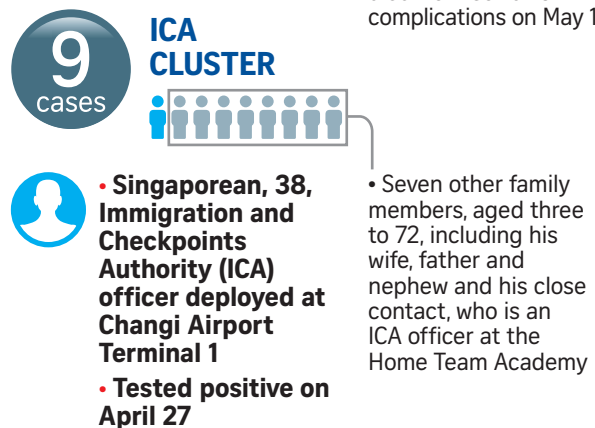 complications on May 1
9
cases
ICA
CLUSTER
• Singaporean, 38,
Immigration and
Checkpoints
Authority (ICA)
officer deployed at
Changi Airport
Terminal 1
• Tested positive on
April 27
• Seven other family
members, aged three
to 72, including his
wife, father and
nephew and his close
contact, who is an
ICA officer at the
Home Team Academy